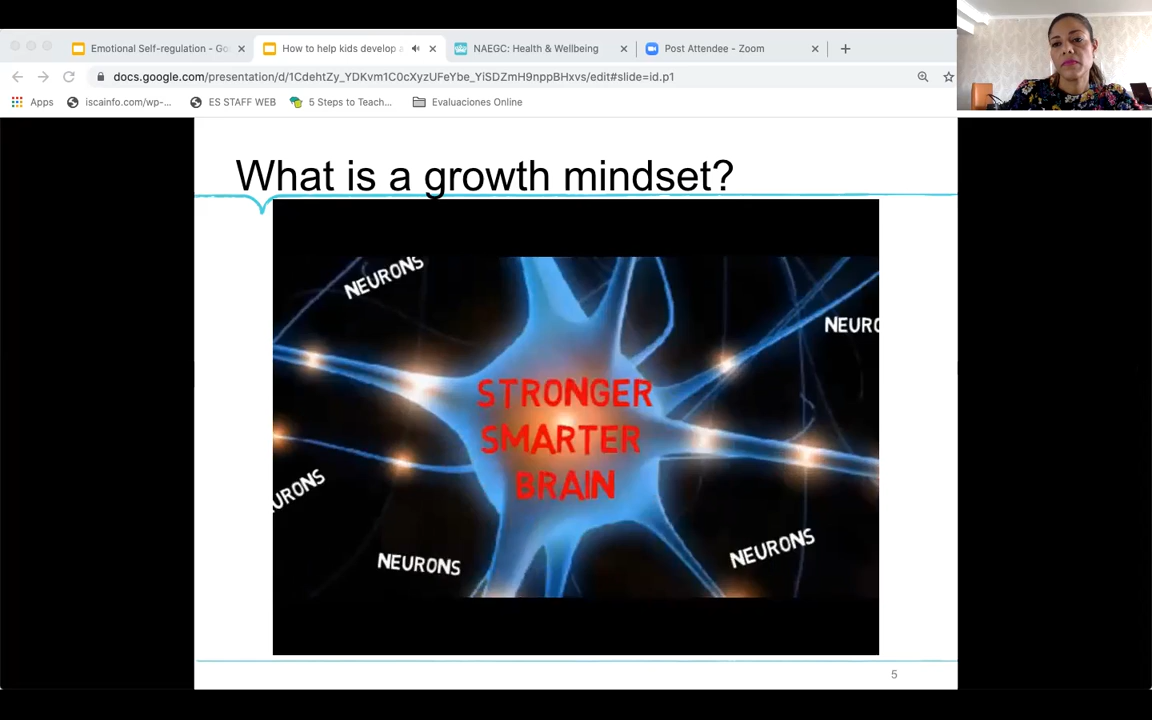 Emotional Self-regulation - Go
How to help kids develop a
NAEGC: Health & Wellbeing
Post Attendee - Zoom
docs.google.com/presentation/d/1CdehtZy_YDKvm1C0cXyzUFeYbe_YiSDZmH9nppBHxvs/edit#slide=id.p1
Apps
iscainfo.com/wp-...
ES STAFF WEB
5 Steps to Teach...
Evaluaciones Online
What is a growth mindset?
NEURONS
NEURO
STRONGER
SMARTER
BRAIN
URONS
NEURONS
NEURONS
5